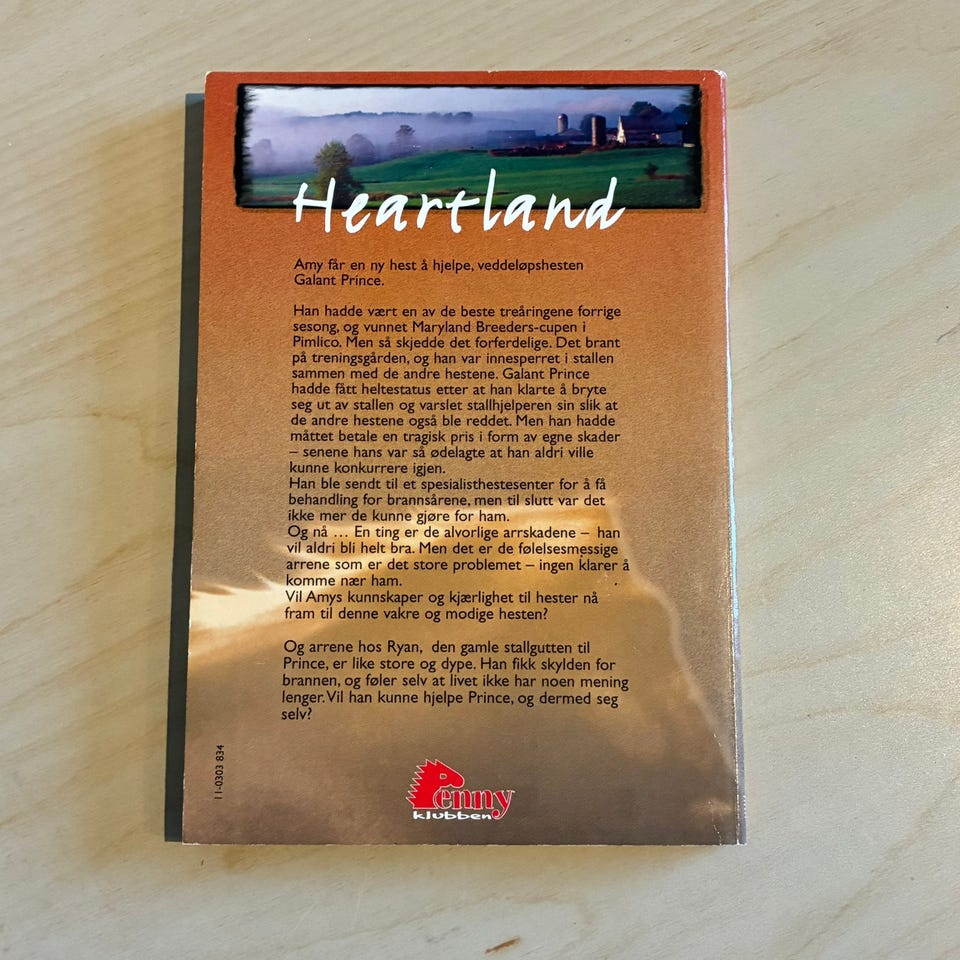 Heartland
Amy får en ny hest å hjelpe, veddeløpshesten
Galant Prince.
Han hadde vært en av de beste treåringene forrige
sesong, og vunnet Maryland Breeders-cupen i
Pimlico. Men så skjedde det forferdelige. Det brant
på treningsgården, og han var innesperret i stallen
sammen med de andre hestene. Galant Prince
hadde fått heltestatus etter at han klarte å bryte
seg ut av stallen og varslet stallhjelperen sin slik at
de andre hestene også ble reddet. Men han hadde
måttet betale en tragisk pris i form av egne skader
– senene hans var så ødelagte at han aldri ville
kunne konkurrere igjen.
Han ble sendt til et spesialisthestesenter for å få
behandling for brannsårene, men til slutt var det
ikke mer de kunne gjøre for ham.
Og nå … En ting er de alvorlige arrskadene – han
vil aldri bli helt bra. Men det er de følelsesmessige
arrene som er det store problemet – ingen klarer å
komme nær ham.
Vil Amys kunnskaper og kjærlighet til hester nå
fram til denne vakre og modige hesten?
Og arrene hos Ryan, den gamle stallgutten til
Prince, er like store og dype. Han fikk skylden for
brannen, og føler selv at livet ikke har noen mening
lenger. Vil han kunne hjelpe Prince, og dermed seg
selv?
11-0303 834
Penny
klubben